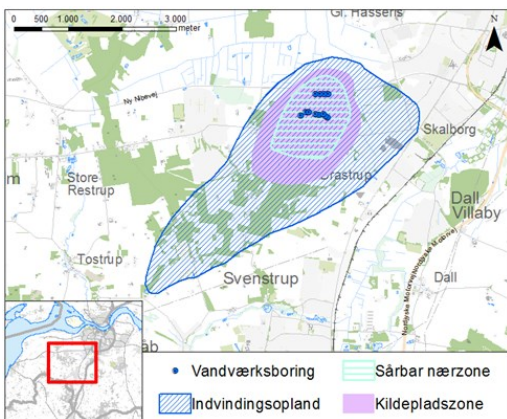 0 500 1.000 2.000 3.000
meter
Gl. Hasseris
N
Ny Nibevej
Skalborg
Store
Restrup
Drastrup
Dall
Villaby
Tostrup
Svenstrup
Dall
Vandværksboring
Sårbar nærzone
Indvindingsopland
Kildepladszone